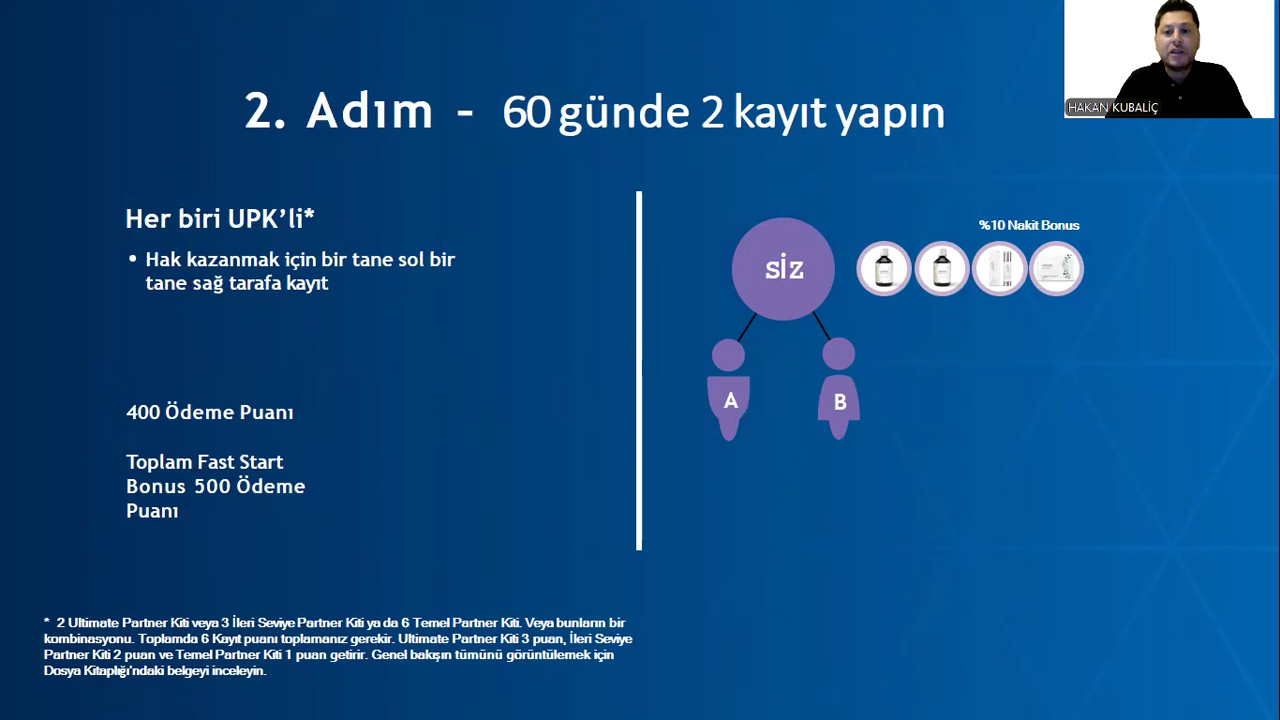 HAKAN KUBALİÇ
2. Adım - 60 günde 2 kayıt yapın
Her biri UPK’li*
• Hak kazanmak için bir tane sol bir
tane sağ tarafa kayıt
400 Ödeme Puanı
Toplam Fast Start
Bonus 500 Ödeme
Puanı
%10 Nakit Bonus
siz
A
B
* 2 Ultimate Partner Kiti veya 3 İleri Seviye Partner Kiti ya da 6 Temel Partner Kiti. Veya bunların bir
kombinasyonu. Toplamda 6 Kayıt puanı toplamanız gerekir. Ultimate Partner Kiti 3 puan, İleri Seviye
Partner Kiti 2 puan ve Temel Partner Kiti 1 puan getirir. Genel bakışın tümünü görüntülemek için
Dosya Kitaplığı'ndaki belgeyi inceleyin.